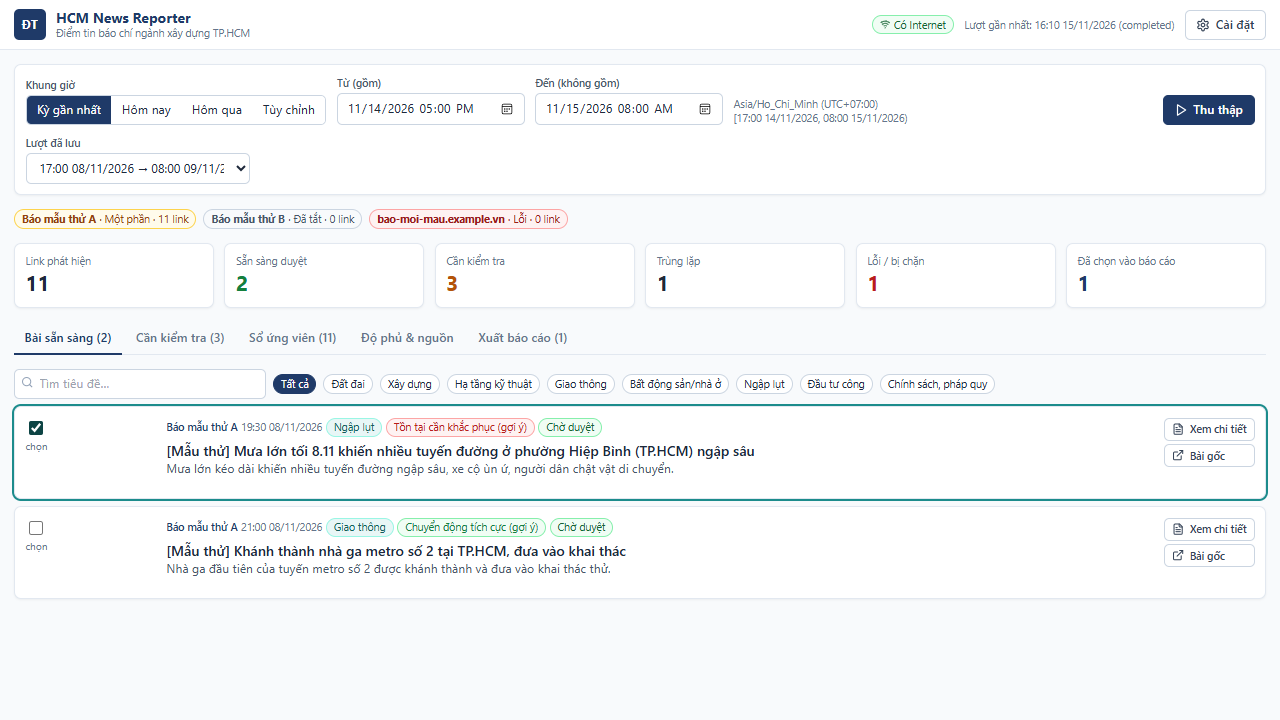 ĐT
HCM News Reporter
Điểm tin báo chí ngành xây dựng TP.HCM
Có Internet
Lượt gần nhất: 16:10 15/11/2026 (completed)
Cài đặt
Khung giờ
Kỳ gần nhất
Hôm nay
Hôm qua
Tùy chỉnh
Từ (gồm)
11/14/2026 05:00 PM
Đến (không gồm)
11/15/2026 08:00 AM
Asia/Ho_Chi_Minh (UTC+07:00)
[17:00 14/11/2026, 08:00 15/11/2026)
Thu thập
Lượt đã lưu
17:00 08/11/2026 → 08:00 09/11/2
Báo mẫu thử A · Một phần · 11 link
Báo mẫu thử B · Đã tắt · 0 link
bao-moi-mau.example.vn · Lỗi · 0 link
Link phát hiện
11
Sẵn sàng duyệt
2
Cần kiểm tra
3
Trùng lặp
1
Lỗi / bị chặn
1
Đã chọn vào báo cáo
1
Bài sẵn sàng (2)
Cần kiểm tra (3)
Sổ ứng viên (11)
Độ phủ & nguồn
Xuất báo cáo (1)
Tìm tiêu đề...
Tất cả
Đất đai
Xây dựng
Hạ tầng kỹ thuật
Giao thông
Bất động sản/nhà ở
Ngập lụt
Đầu tư công
Chính sách, pháp quy
chọn
Báo mẫu thử A 19:30 08/11/2026 Ngập lụt Tồn tại cần khắc phục (gợi ý) Chờ duyệt
[Mẫu thử] Mưa lớn tối 8.11 khiến nhiều tuyến đường ở phường Hiệp Bình (TP.HCM) ngập sâu
Mưa lớn kéo dài khiến nhiều tuyến đường ngập sâu, xe cộ ùn ứ, người dân chật vật di chuyển.
Xem chi tiết
Bài gốc
chọn
Báo mẫu thử A 21:00 08/11/2026 Giao thông Chuyển động tích cực (gợi ý) Chờ duyệt
[Mẫu thử] Khánh thành nhà ga metro số 2 tại TP.HCM, đưa vào khai thác
Nhà ga đầu tiên của tuyến metro số 2 được khánh thành và đưa vào khai thác thử.
Xem chi tiết
Bài gốc